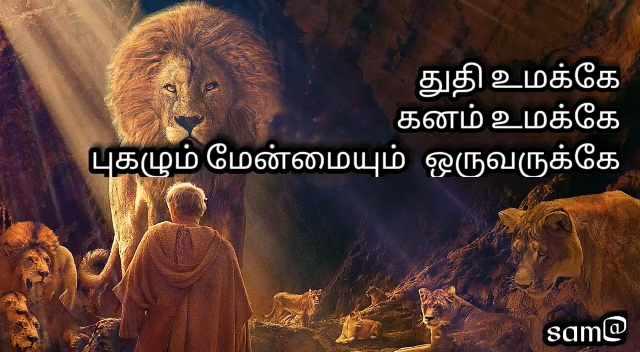 துதி உமக்கே
கனம் உமக்கே
புகழும் மேன்மையும் ஒருவருக்கே
sam@